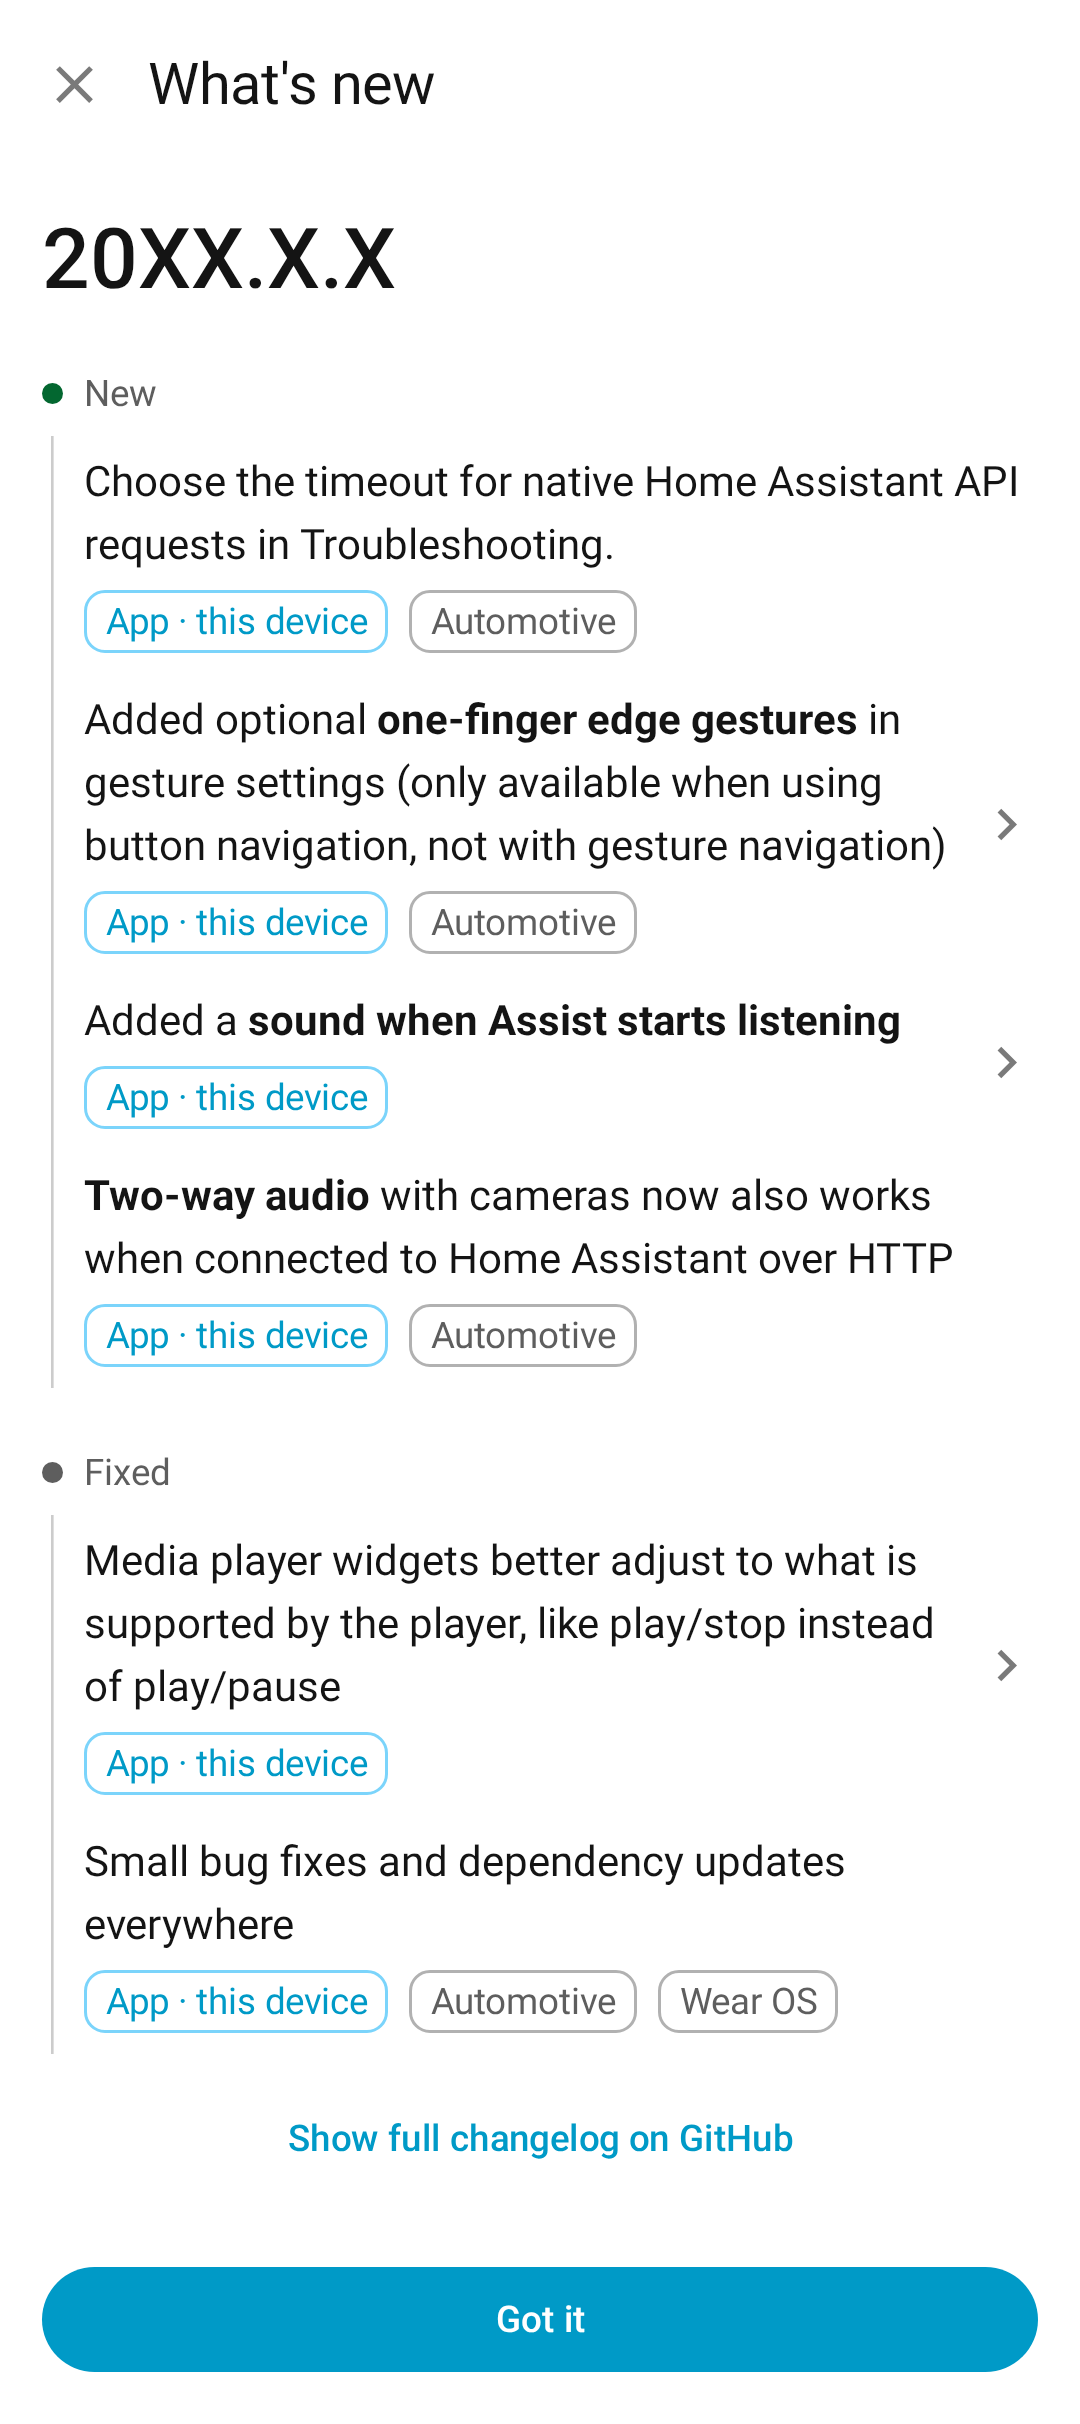 What's new
20XX.X.X
New
Choose the timeout for native Home Assistant API
requests in Troubleshooting.
App · this device Automotive
Added optional one-finger edge gestures in
gesture settings (only available when using
button navigation, not with gesture navigation)
App · this device Automotive
Added a sound when Assist starts listening
App · this device
Two-way audio with cameras now also works
when connected to Home Assistant over HTTP
App · this device Automotive
Fixed
Media player widgets better adjust to what is
supported by the player, like play/stop instead
of play/pause
App · this device
Small bug fixes and dependency updates
everywhere
App · this device Automotive Wear OS
Show full changelog on GitHub
Got it